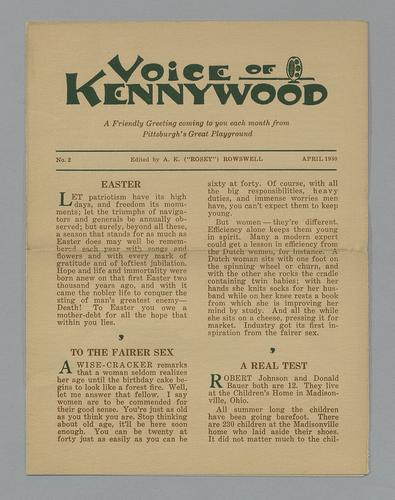 VOICE OF
KENNYWOOD
A Friendly Greeting coming to you each month from
Pittsburgh's Great Playground
No. 2 Edited by A. K. ("ROSEY") ROWSWELL APRIL 1930
EASTER
LET patriotism have its high
days, and freedom its monu-
ments; let the triumphs of naviga-
tors and generals be annually ob-
served; but surely, beyond all these,
a season that stands for as much as
Easter does may well be remem-
bered each year with songs and
flowers and with every mark of
gratitude and of loftiest jubilation.
Hope and life and immortality were
born anew on that first Easter two
thousand years ago, and with it
came the nobler life to conquer the
sting of man's greatest enemy—
Death! To Easter you owe a
mother-debt for all the hope that
within you lies.
TO THE FAIRER SEX
A WISE-CRACKER remarks
that a woman seldom realizes
her age until the birthday cake be-
gins to look like a forest fire. Well,
let me answer that fellow. I say
women are to be commended for
their good sense. You're just as old
as you think you are. Stop thinking
about old age, it'll be here soon
enough. You can be twenty at
forty just as easily as you can be
sixty at forty. Of course, with all
the big responsibilities, heavy
duties, and immense worries men
have, you can't expect them to keep
young.
But women—they're different.
Efficiency alone keeps them young
in spirit. Many a modern expert
could get a lesson in efficiency from
the Dutch women, for instance. A
Dutch woman sits with one foot on
the spinning wheel or churn, and
with the other she rocks the cradle
containing twin babies; with her
hands she knits socks for her hus-
band while on her knee rests a book
from which she is improving her
mind by study. And all the while
she sits on a cheese, pressing it for
market. Industry got its first in-
spiration from the fairer sex.
A REAL TEST
ROBERT Johnson and Donald
Bauer both are 12. They live
at the Children's Home in Madison-
ville, Ohio.
All summer long the children
have been going barefoot. There
are 230 children at the Madisonville
home who laid aside their shoes.
It did not matter much to the chil-